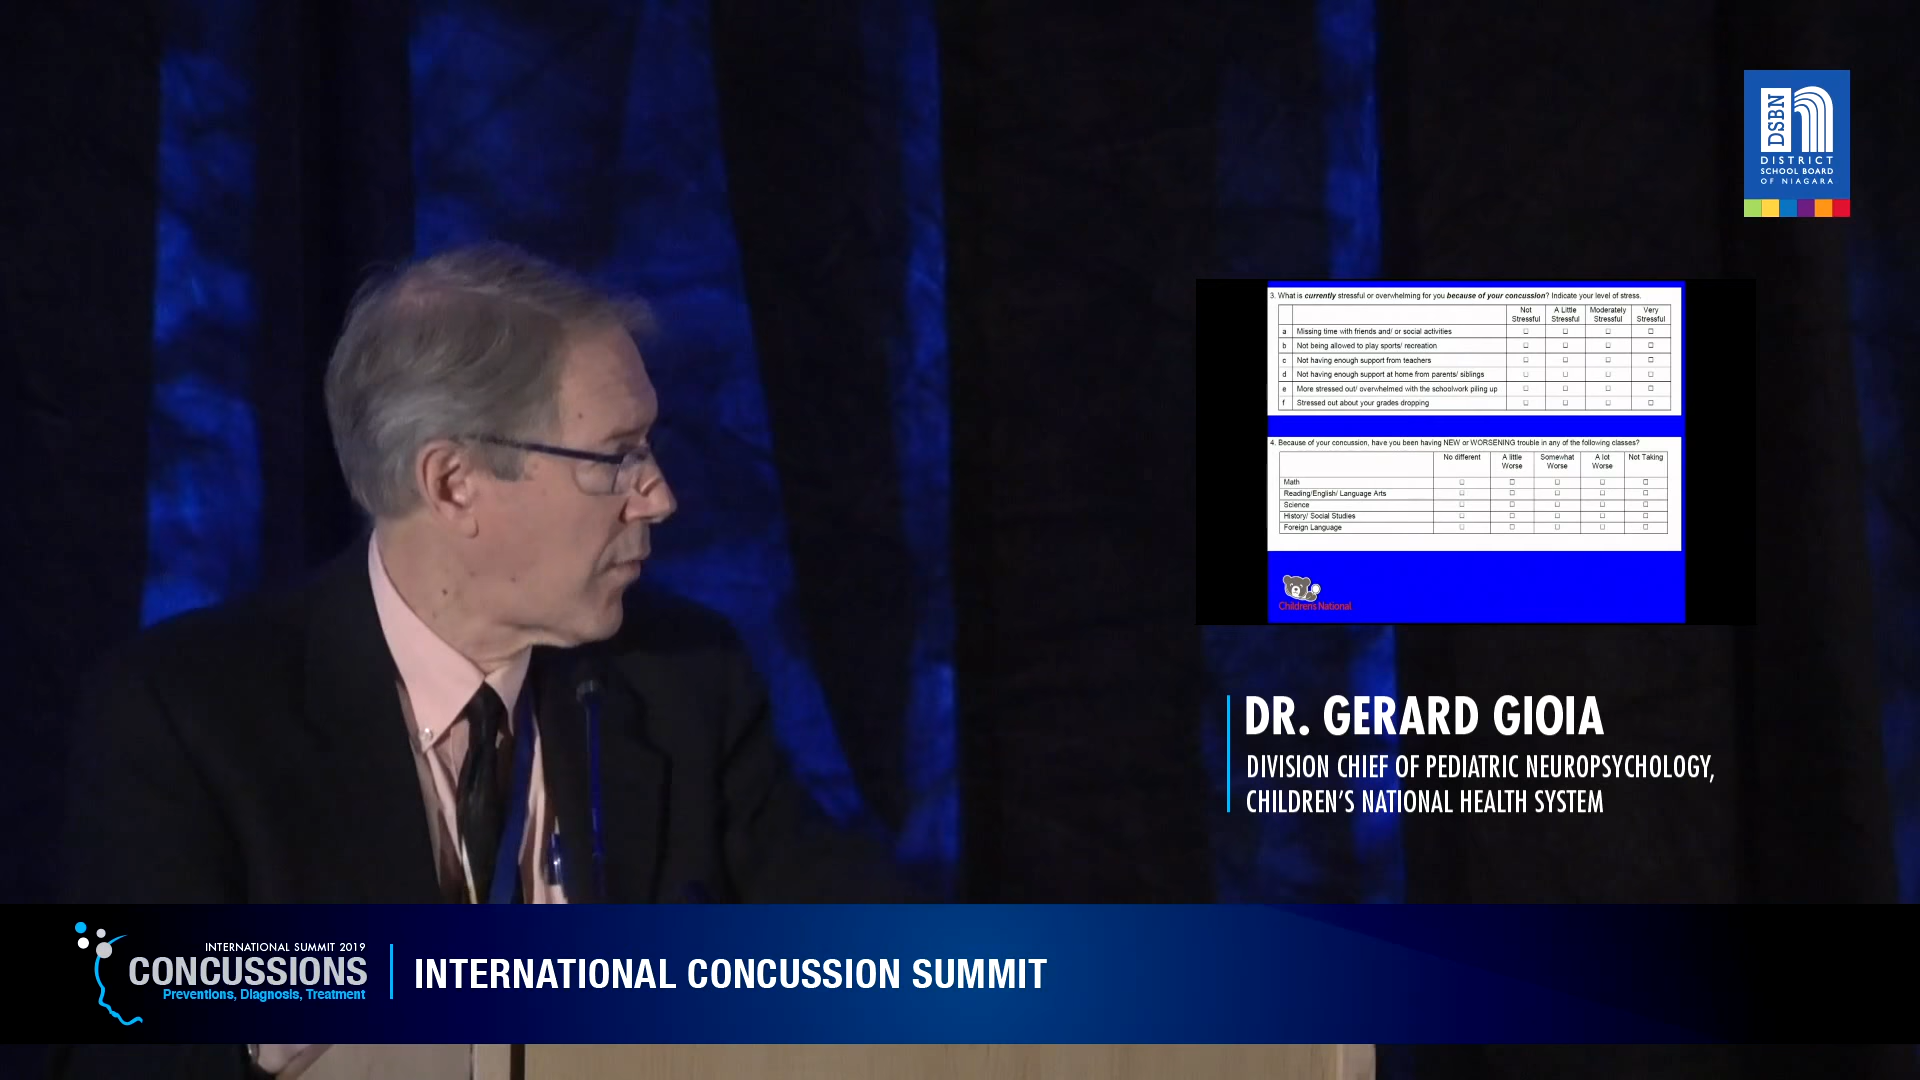 DSBN
DISTRICT
SCHOOL BOARD
OF NIAGARA
3. What is currently stressful or overwhelming for you because of your concussion? Indicate your level of stress.
Not Stressful
A Little Stressful
Moderately Stressful
Very Stressful
a Missing time with friends and/ or social activities
b Not being allowed to play sports/ recreation
c Not having enough support from teachers
d Not having enough support at home from parents/ siblings
e More stressed out/ overwhelmed with the schoolwork piling up
f Stressed out about your grades dropping
4. Because of your concussion, have you been having NEW or WORSENING trouble in any of the following classes?
No different
A little Worse
Somewhat Worse
A lot Worse
Not Taking
Math
Reading/English/ Language Arts
Science
History/ Social Studies
Foreign Language
Children's National
DR. GERARD GIOIA
DIVISION CHIEF OF PEDIATRIC NEUROPSYCHOLOGY,
CHILDREN'S NATIONAL HEALTH SYSTEM
INTERNATIONAL SUMMIT 2019
CONCUSSIONS
Preventions, Diagnosis, Treatment
INTERNATIONAL CONCUSSION SUMMIT